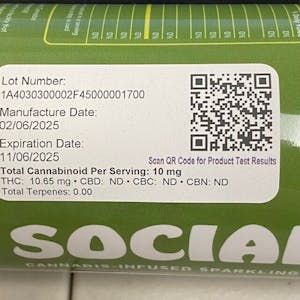 ND ND ND ND ND ND ND ND
Lot Number:
1A4030300002F45000001700
Manufacture Date:
02/06/2025
Expiration Date:
11/06/2025
Scan QR Code for Product Test Results
Total Cannabinoid Per Serving: 10 mg
THC: 10.65 mg • CBD: ND • CBC: ND • CBN: ND
Total Terpenes: 0.00
SOCIAL
CANNABIS-INFUSED SPARKLING